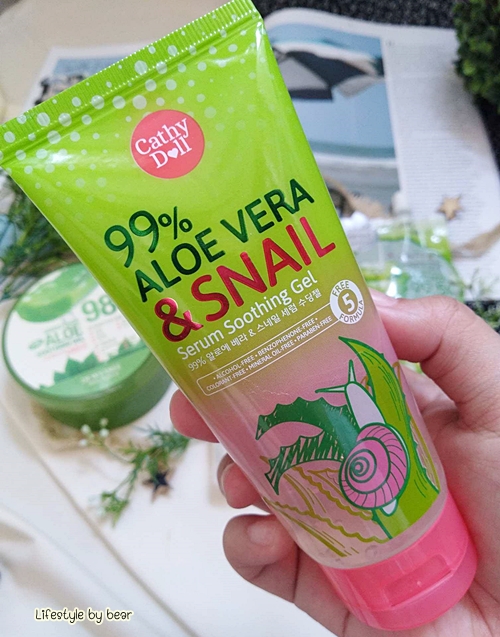 Cathy
Doll
99%
ALOE VERA
& SNAIL
Serum Soothing Gel
99% 알로에 베라 & 스네일 세럼 수딩젤
• ALCOHOL-FREE • BENZOPHENONE-FREE •
COLORANT-FREE • MINERAL OIL-FREE • PARABEN-FREE
FREE
5
FORMULA
98
ALOE
Lifestyle by bear